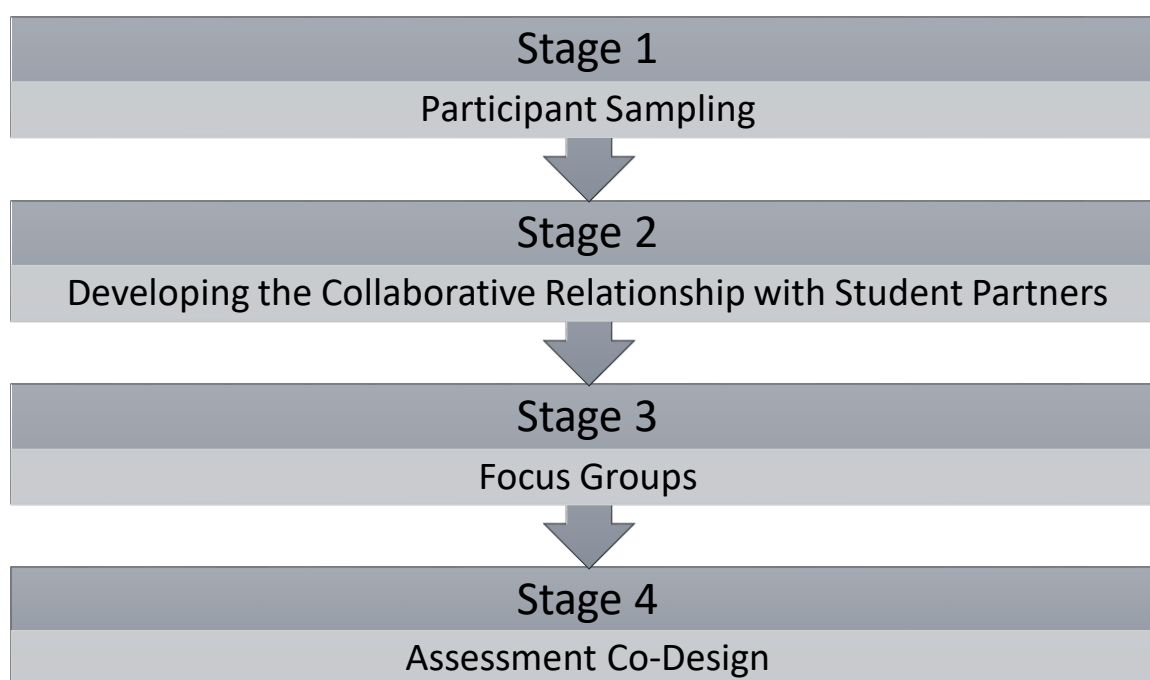 Stage 1
Participant Sampling
Stage 2
Developing the Collaborative Relationship with Student Partners
Stage 3
Focus Groups
Stage 4
Assessment Co-Design